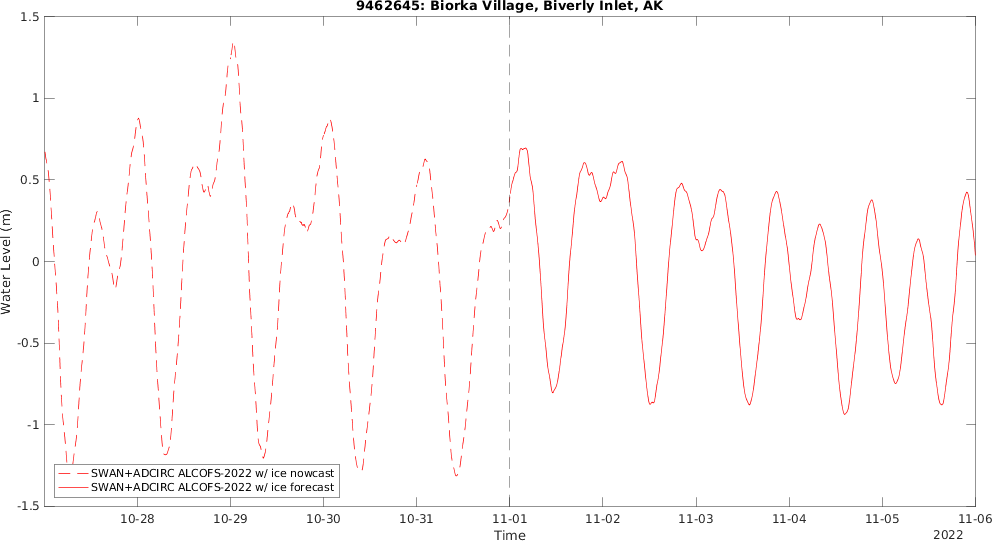 9462645: Biorka Village, Biverly Inlet, AK
1.5
1
0.5
0
-0.5
-1
-1.5
Water Level (m)
SWAN+ADCIRC ALCOFS-2022 w/ ice nowcast
SWAN+ADCIRC ALCOFS-2022 w/ ice forecast
10-28 10-29 10-30 10-31 11-01 11-02 11-03 11-04 11-05 11-06
Time
2022